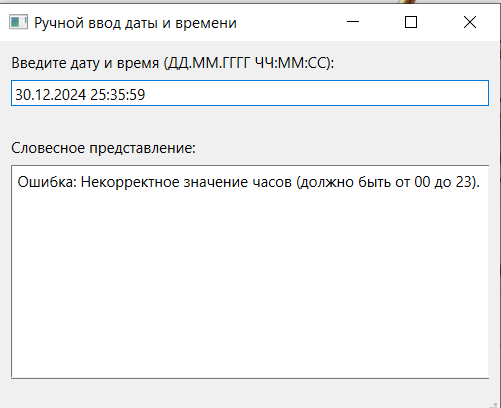 Ручной ввод даты и времени
Введите дату и время (ДД.ММ.ГГГГ ЧЧ:ММ:СС):
30.12.2024 25:35:59
Словесное представление:
Ошибка: Некорректное значение часов (должно быть от 00 до 23).